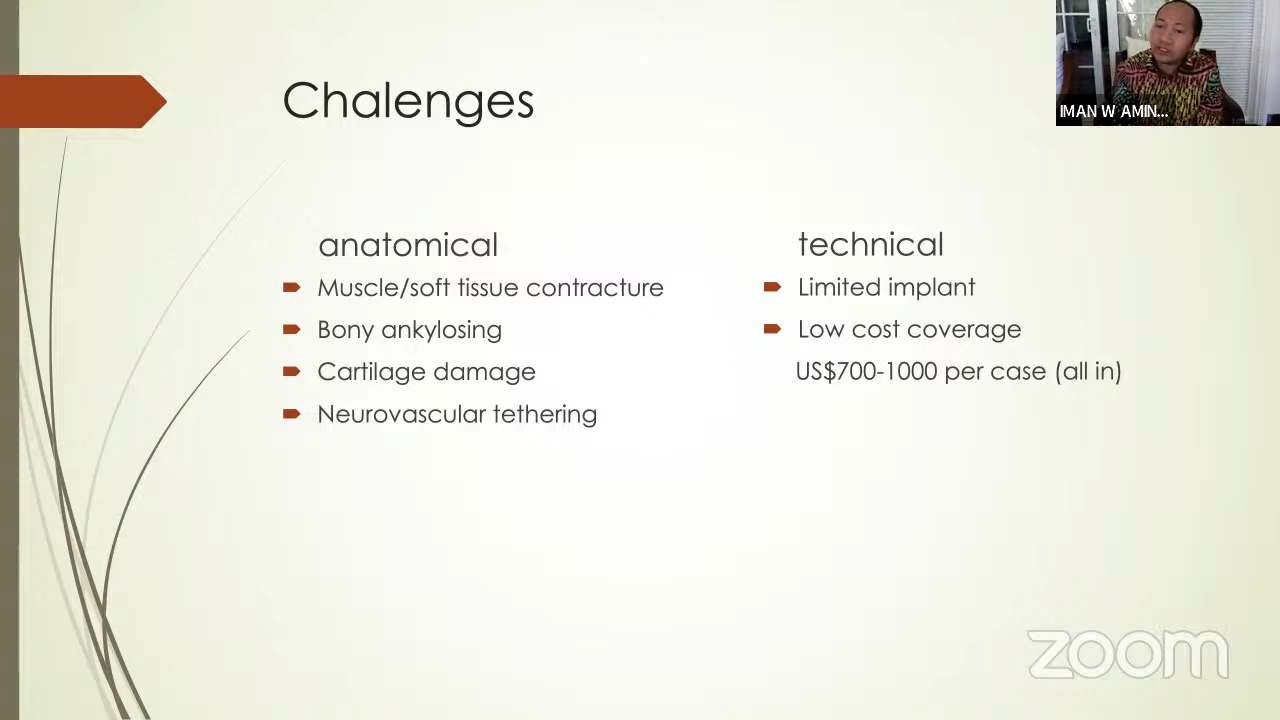 Chalenges
IMAN W AMIN...
anatomical
Muscle/soft tissue contracture
Bony ankylosing
Cartilage damage
Neurovascular tethering
technical
Limited implant
Low cost coverage
US$700-1000 per case (all in)
zoom